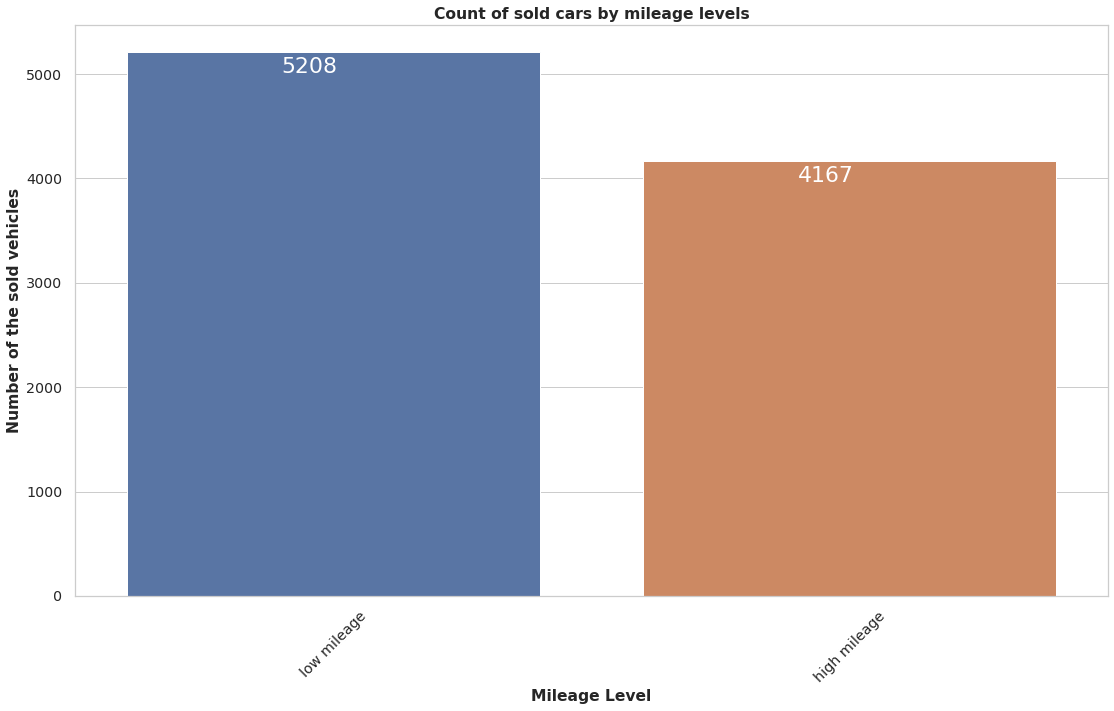 Count of sold cars by mileage levels
Number of the sold vehicles
5000
4000
3000
2000
1000
0
5208
4167
low mileage
high mileage
Mileage Level